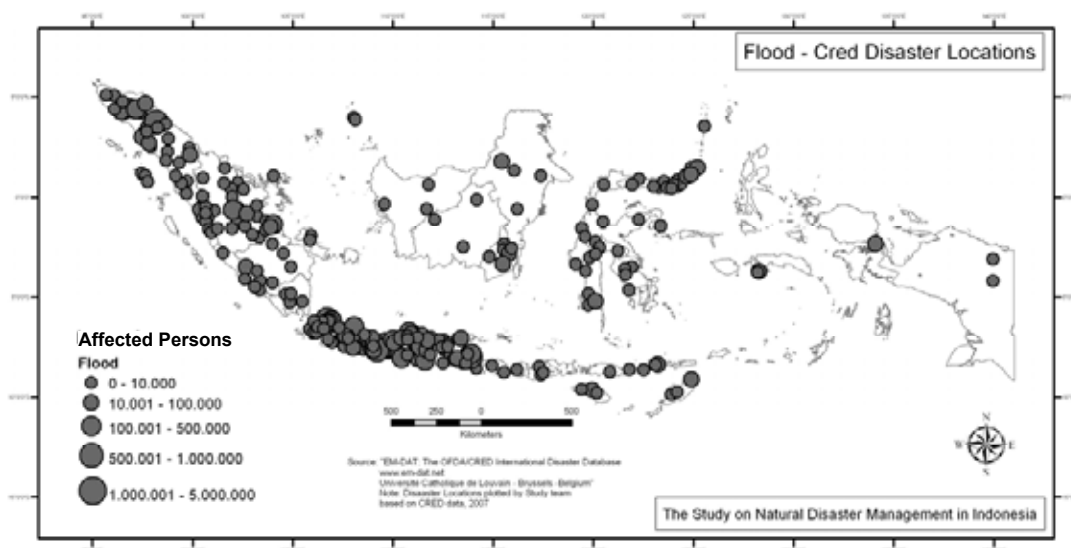 Flood - Cred Disaster Locations
Affected Persons
Flood
0 - 10.000
10.001 - 100.000
100.001 - 500.000
500.001 - 1.000.000
1.000.001 - 5.000.000
500 250 0 500
Kilometers
N
W E
S
Source: "EM-DAT: The OFDA/CRED International Disaster Database
www.em-dat.net
Université Catholique de Louvain - Brussels - Belgium"
Note: Disaster Locations plotted by Study team
based on CRED data, 2007
The Study on Natural Disaster Management in Indonesia